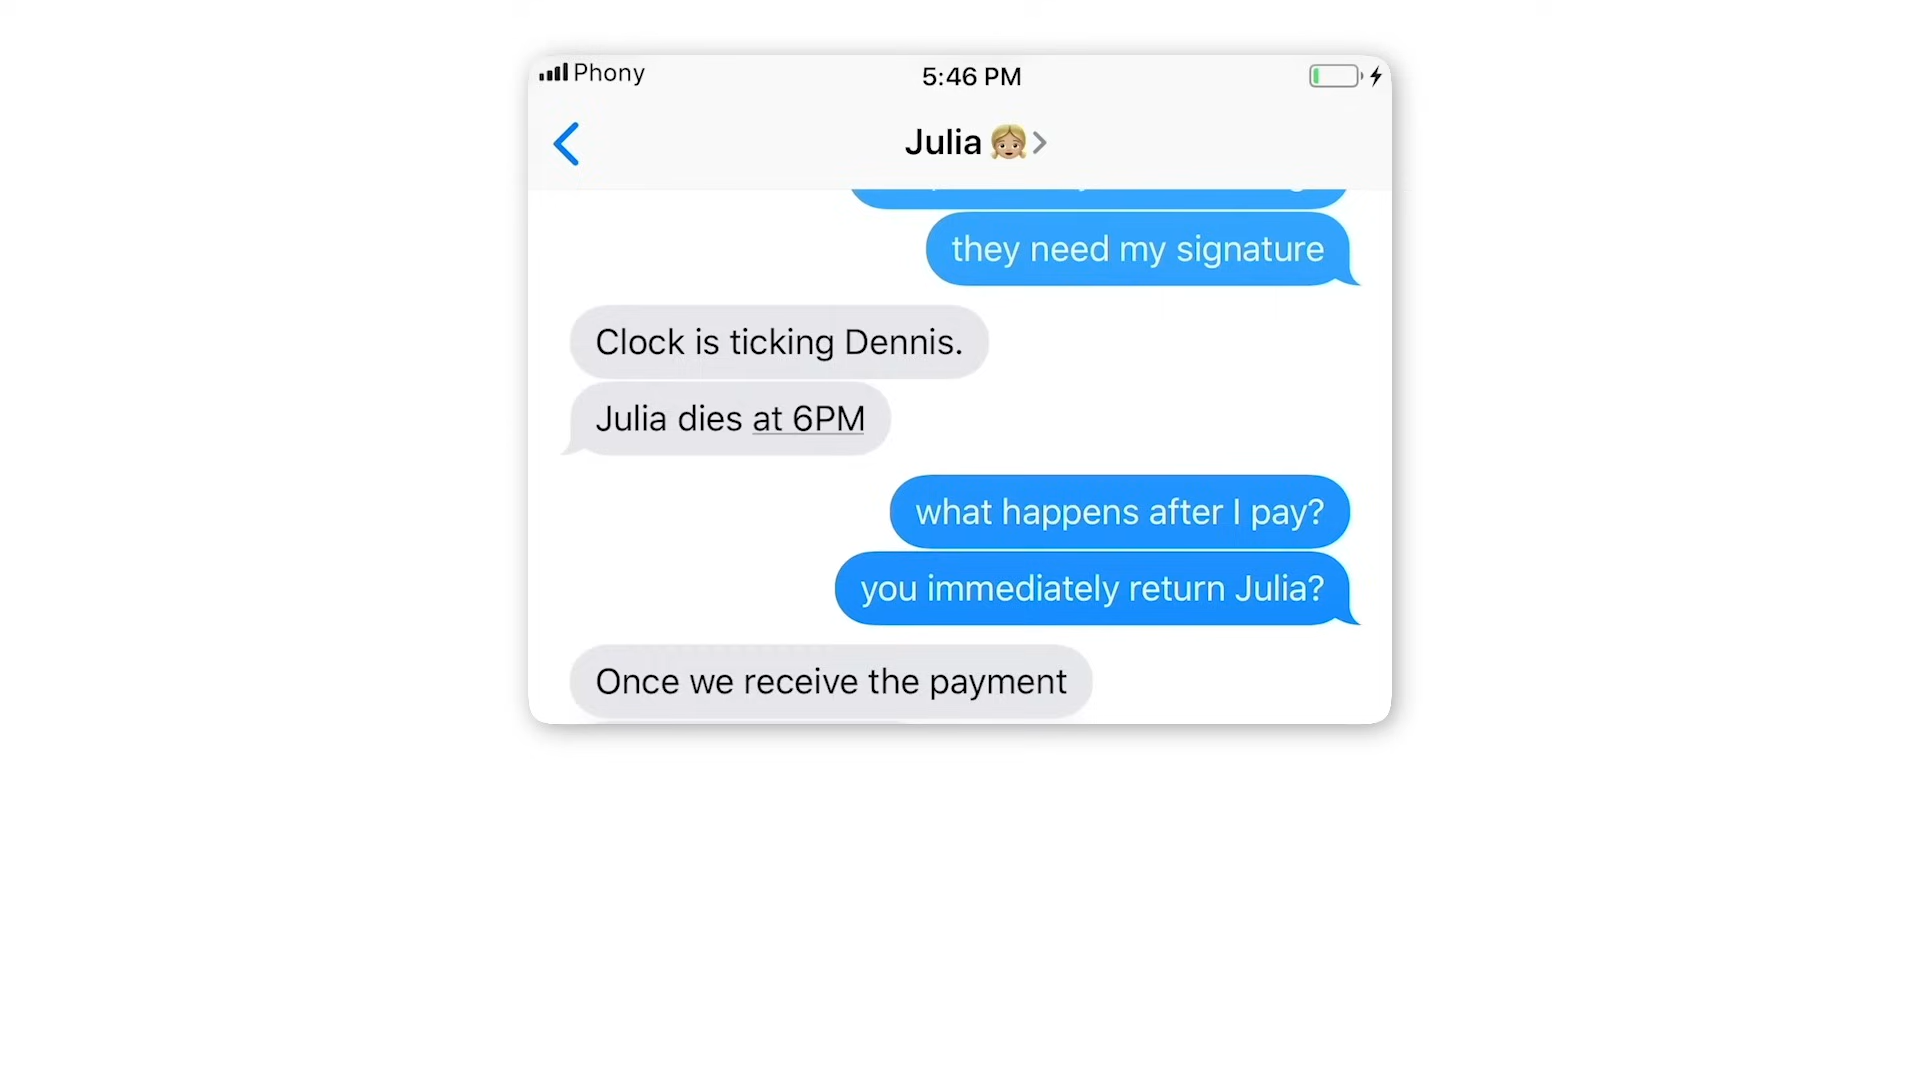 Phony
5:46 PM
Julia
they need my signature
Clock is ticking Dennis.
Julia dies at 6PM
what happens after I pay?
you immediately return Julia?
Once we receive the payment